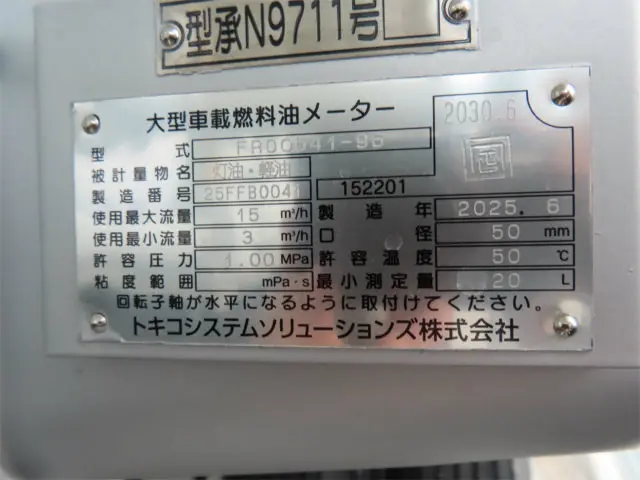 型承N9711号
大型車載燃料油メーター
2030.6
型式 FRD0541-96
被計量物名 灯油・軽油
製造番号 25FFB0041 152201
使用最大流量 15 m³/h 製造年 2025.6
使用最小流量 3 m³/h 口径 50 mm
許容圧力 1.00 MPa 許容温度 50 ℃
粘度範囲 mPa・s 最小測定量 20 L
回転子軸が水平になるように取付けてください。
トキコシステムソリューションズ株式会社